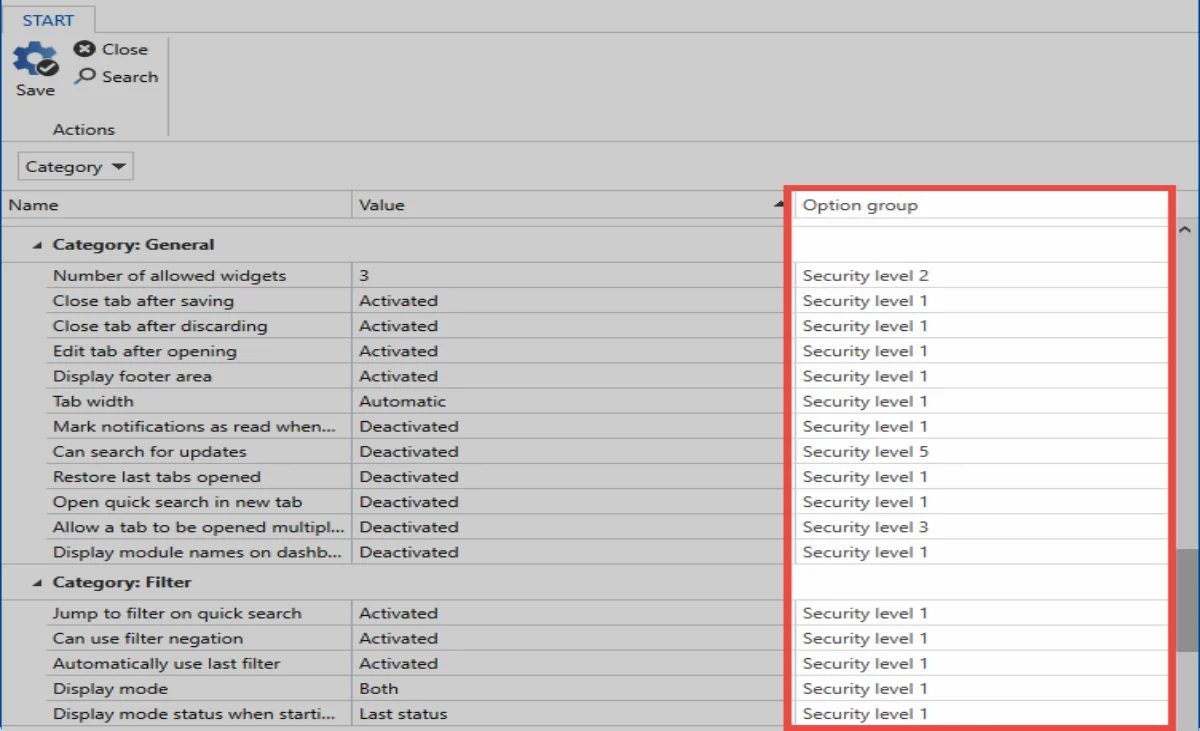 START
Save
Close
Search
Actions
Category
Name Value Option group
Category: General
Number of allowed widgets 3 Security level 2
Close tab after saving Activated Security level 1
Close tab after discarding Activated Security level 1
Edit tab after opening Activated Security level 1
Display footer area Activated Security level 1
Tab width Automatic Security level 1
Mark notifications as read when... Deactivated Security level 1
Can search for updates Deactivated Security level 5
Restore last tabs opened Deactivated Security level 1
Open quick search in new tab Deactivated Security level 1
Allow a tab to be opened multipl... Deactivated Security level 3
Display module names on dashb... Deactivated Security level 1
Category: Filter
Jump to filter on quick search Activated Security level 1
Can use filter negation Activated Security level 1
Automatically use last filter Activated Security level 1
Display mode Both Security level 1
Display mode status when starti... Last status Security level 1